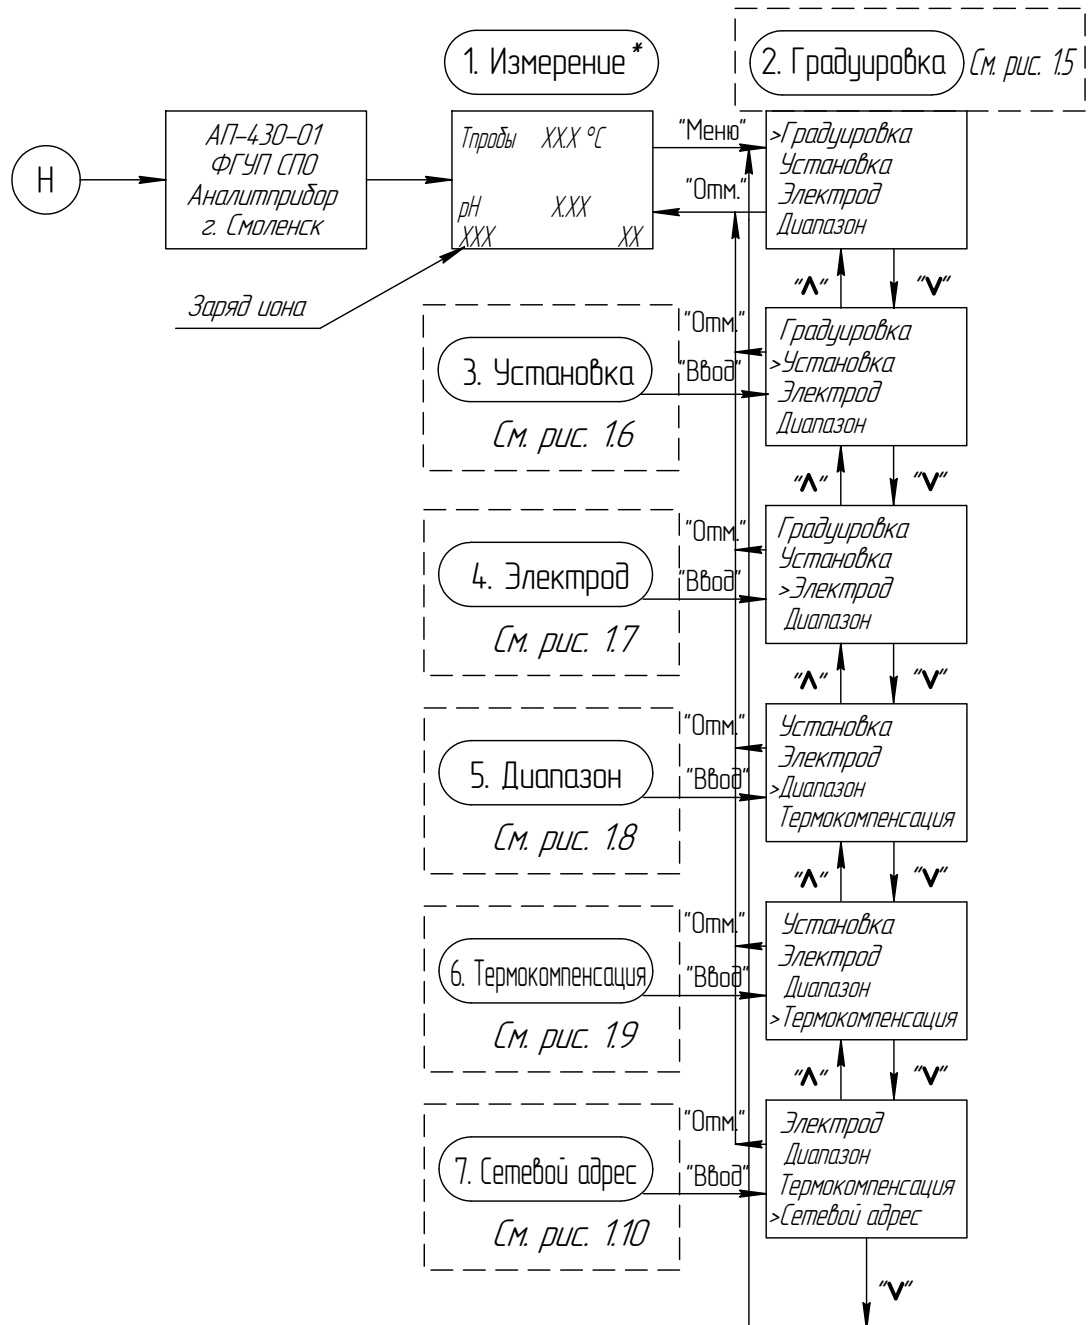 1. Измерение*
2. Градуировка
См. рис. 1.5
Н
АП-430-01
ФГУП СПО
Аналитприбор
г. Смоленск
Тпробы XX.X °C
pH X.XX
XXX XX
"Меню"
"Отм."
>Градуировка
Установка
Электрод
Диапазон
Заряд иона
"Λ" "V"
3. Установка
См. рис. 1.6
"Отм."
"Ввод"
Градуировка
>Установка
Электрод
Диапазон
"Λ" "V"
4. Электрод
См. рис. 1.7
"Отм."
"Ввод"
Градуировка
Установка
>Электрод
Диапазон
"Λ" "V"
5. Диапазон
См. рис. 1.8
"Отм."
"Ввод"
Установка
Электрод
>Диапазон
Термокомпенсация
"Λ" "V"
6. Термокомпенсация
См. рис. 1.9
"Отм."
"Ввод"
Установка
Электрод
Диапазон
>Термокомпенсация
"Λ" "V"
7. Сетевой адрес
См. рис. 1.10
"Отм."
"Ввод"
Электрод
Диапазон
Термокомпенсация
>Сетевой адрес
"V"